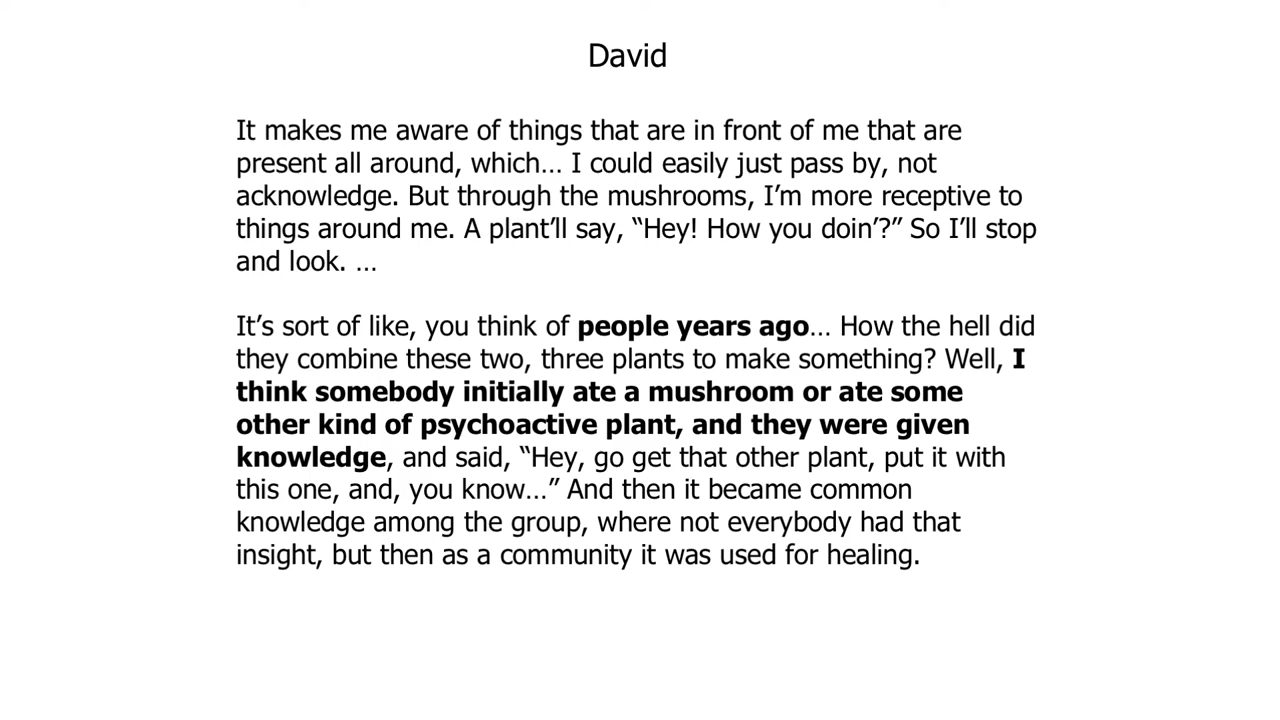 David
It makes me aware of things that are in front of me that are
present all around, which… I could easily just pass by, not
acknowledge. But through the mushrooms, I’m more receptive to
things around me. A plant’ll say, “Hey! How you doin’?” So I’ll stop
and look. …
It’s sort of like, you think of people years ago… How the hell did
they combine these two, three plants to make something? Well, I
think somebody initially ate a mushroom or ate some
other kind of psychoactive plant, and they were given
knowledge, and said, “Hey, go get that other plant, put it with
this one, and, you know…” And then it became common
knowledge among the group, where not everybody had that
insight, but then as a community it was used for healing.